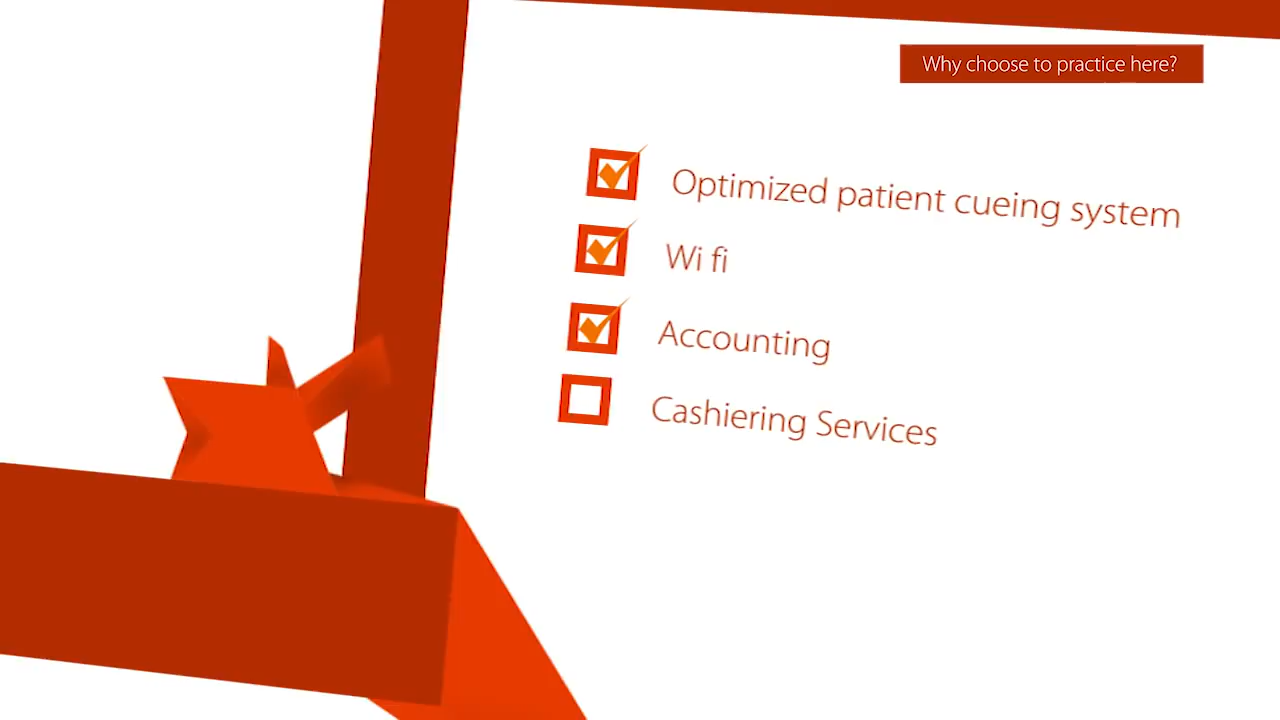 Why choose to practice here?
Optimized patient cueing system
Wi fi
Accounting
Cashiering Services